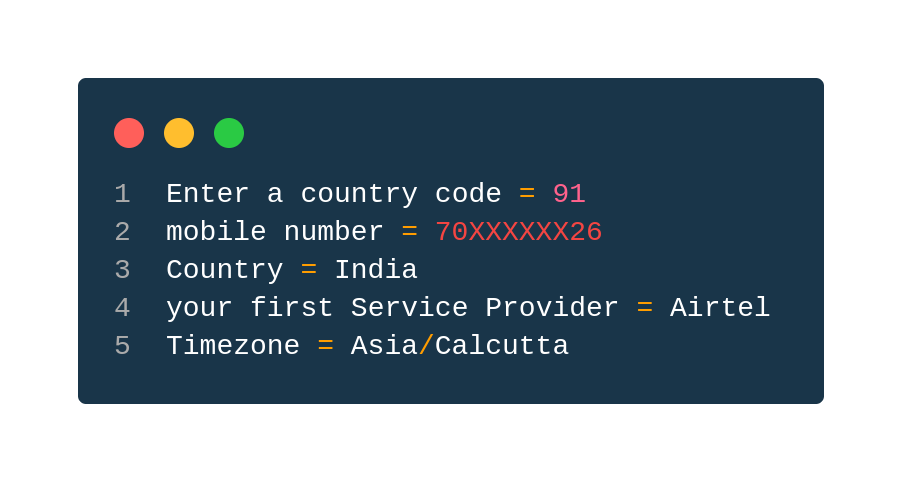 1 Enter a country code = 91
2 mobile number = 70XXXXXX26
3 Country = India
4 your first Service Provider = Airtel
5 Timezone = Asia/Calcutta